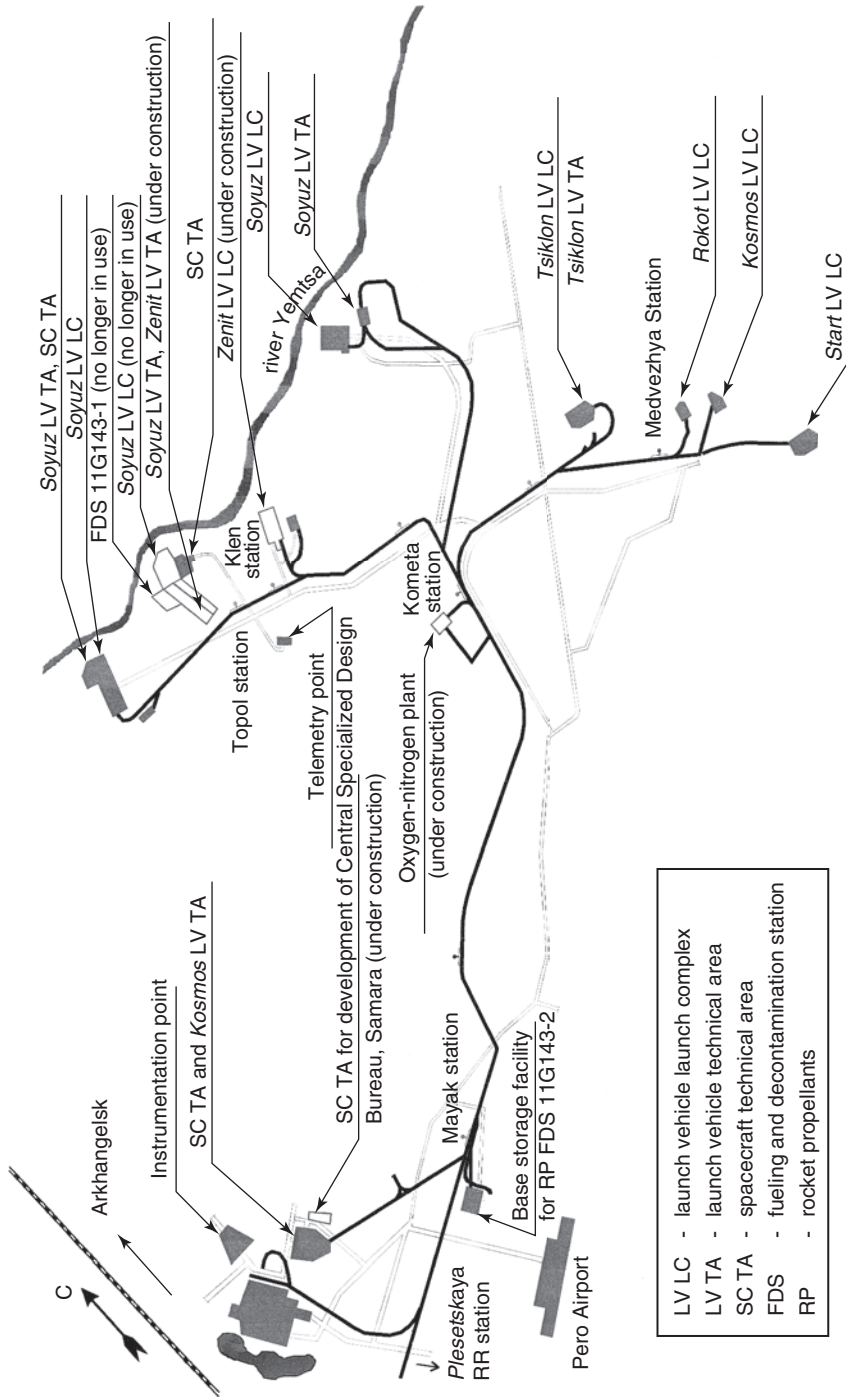 Arkhangelsk
C
Instrumentation point
SC TA and Kosmos LV TA
SC TA for development of Central Specialized Design
Bureau, Samara (under construction)
Telemetry point
Topol station
Soyuz LV TA, SC TA
Soyuz LV LC
FDS 11G143-1 (no longer in use)
Soyuz LV LC (no longer in use)
Soyuz LV TA, Zenit LV TA (under construction)
SC TA
Zenit LV LC (under construction)
Soyuz LV LC
Soyuz LV TA
river Yemtsa
Klen
station
Kometa
station
Oxygen-nitrogen plant
(under construction)
Mayak station
Base storage facility
for RP FDS 11G143-2
Plesetskaya
RR station
Pero Airport
Tsiklon LV LC
Tsiklon LV TA
Medvezhya Station
Rokot LV LC
Kosmos LV LC
Start LV LC
LV LC - launch vehicle launch complex
LV TA - launch vehicle technical area
SC TA - spacecraft technical area
FDS - fueling and decontamination station
RP - rocket propellants